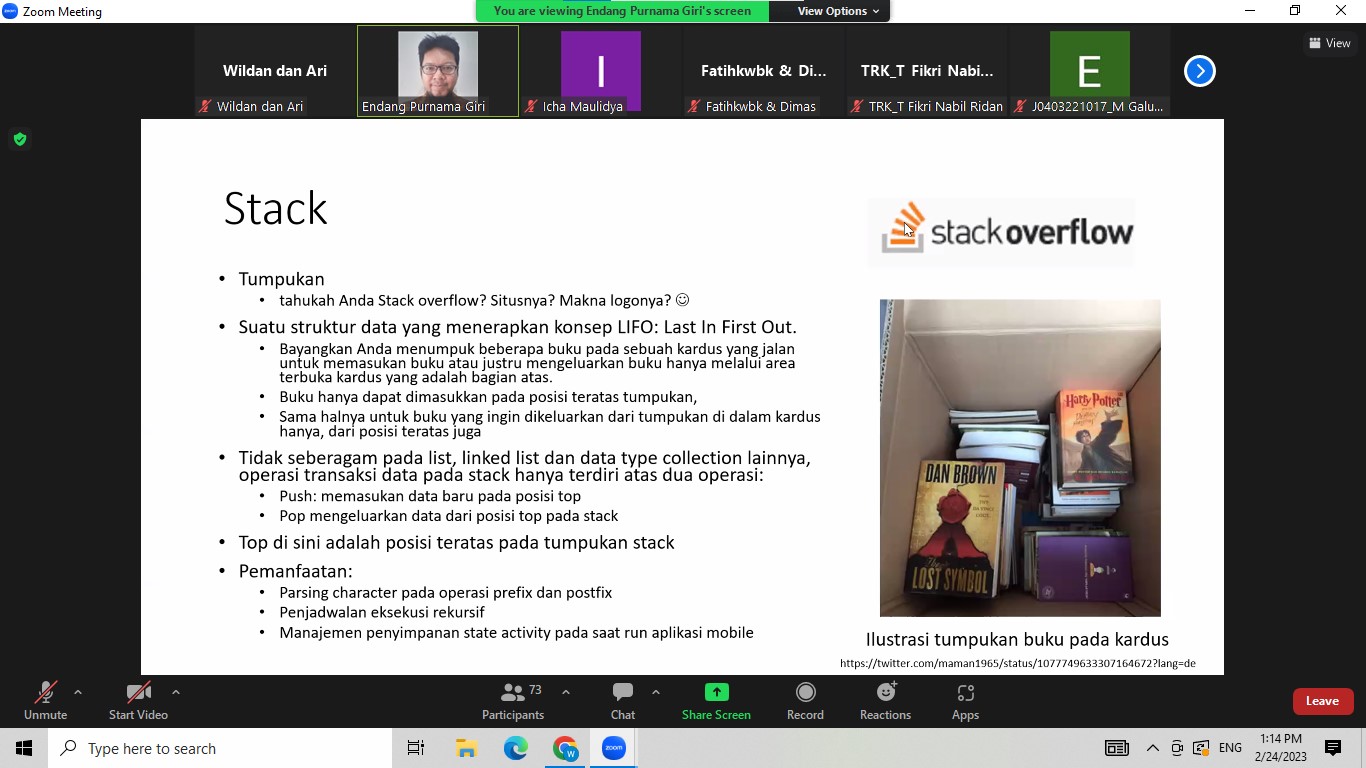 Zoom Meeting
You are viewing Endang Purnama Giri's screen
View Options
View
Wildan dan Ari
I
Fatihkwbk & Di...
TRK_T Fikri Nabi...
E
Wildan dan Ari
Endang Purnama Giri
Icha Maulidya
Fatihkwbk & Dimas
TRK_T Fikri Nabil Ridan
J0403221017_M Galu...
Stack
stackoverflow
• Tumpukan
• tahukah Anda Stack overflow? Situsnya? Makna logonya? ☺
• Suatu struktur data yang menerapkan konsep LIFO: Last In First Out.
• Bayangkan Anda menumpuk beberapa buku pada sebuah kardus yang jalan
untuk memasukan buku atau justru mengeluarkan buku hanya melalui area
terbuka kardus yang adalah bagian atas.
• Buku hanya dapat dimasukkan pada posisi teratas tumpukan,
• Sama halnya untuk buku yang ingin dikeluarkan dari tumpukan di dalam kardus
hanya, dari posisi teratas juga
• Tidak seberagam pada list, linked list dan data type collection lainnya,
operasi transaksi data pada stack hanya terdiri atas dua operasi:
• Push: memasukan data baru pada posisi top
• Pop mengeluarkan data dari posisi top pada stack
• Top di sini adalah posisi teratas pada tumpukan stack
• Pemanfaatan:
• Parsing character pada operasi prefix dan postfix
• Penjadwalan eksekusi rekursif
• Manajemen penyimpanan state activity pada saat run aplikasi mobile
Harry Potter
DAN BROWN
THE LOST SYMBOL
Ilustrasi tumpukan buku pada kardus
https://twitter.com/maman1965/status/1077749633307164672?lang=de
Unmute
Start Video
Participants
73
Chat
Share Screen
Record
Reactions
Apps
Leave
Type here to search
zoom
W
ENG
1:14 PM
2/24/2023